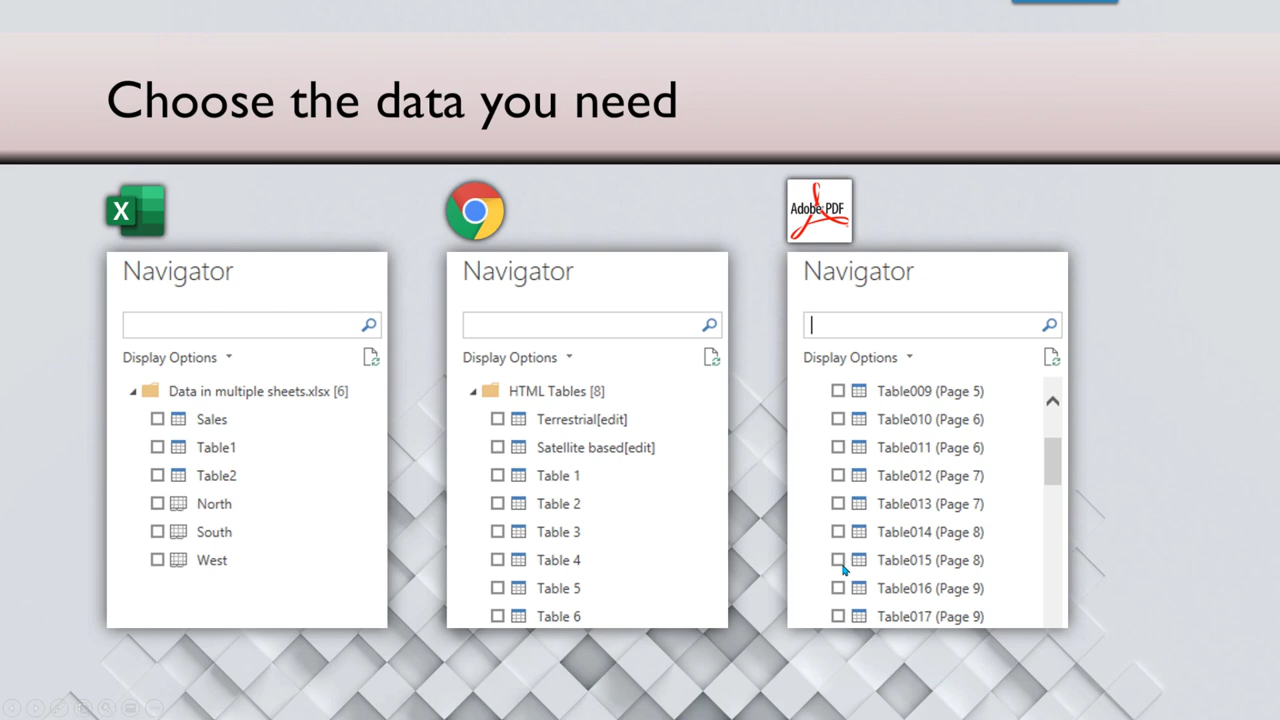 Choose the data you need
X
Adobe PDF
Navigator
Display Options
Data in multiple sheets.xlsx [6]
Sales
Table1
Table2
North
South
West
Navigator
Display Options
HTML Tables [8]
Terrestrial[edit]
Satellite based[edit]
Table 1
Table 2
Table 3
Table 4
Table 5
Table 6
Navigator
Display Options
Table009 (Page 5)
Table010 (Page 6)
Table011 (Page 6)
Table012 (Page 7)
Table013 (Page 7)
Table014 (Page 8)
Table015 (Page 8)
Table016 (Page 9)
Table017 (Page 9)